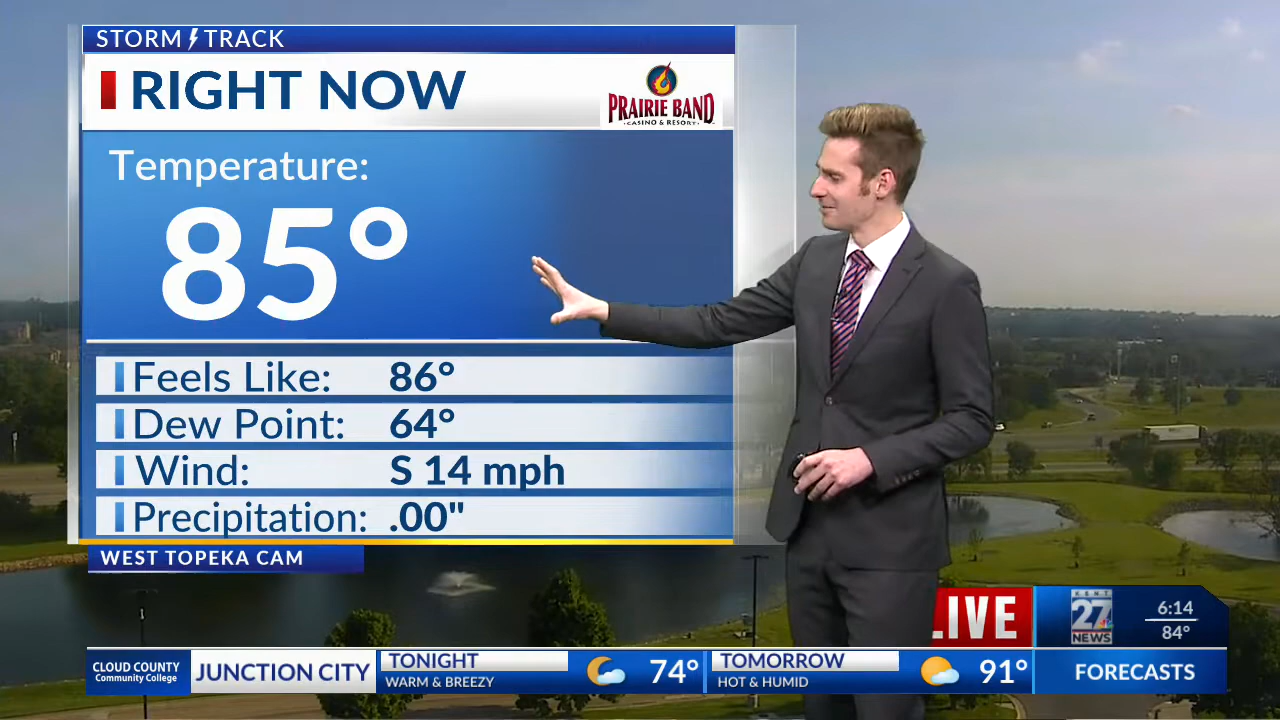 STORM TRACK
RIGHT NOW
PRAIRIE BAND
CASINO & RESORT
Temperature:
85°
Feels Like: 86°
Dew Point: 64°
Wind: S 14 mph
Precipitation: .00"
WEST TOPEKA CAM
LIVE
KSNT
27
NEWS
6:14
84°
CLOUD COUNTY
Community College
JUNCTION CITY
TONIGHT
WARM & BREEZY
74°
TOMORROW
HOT & HUMID
91°
FORECASTS